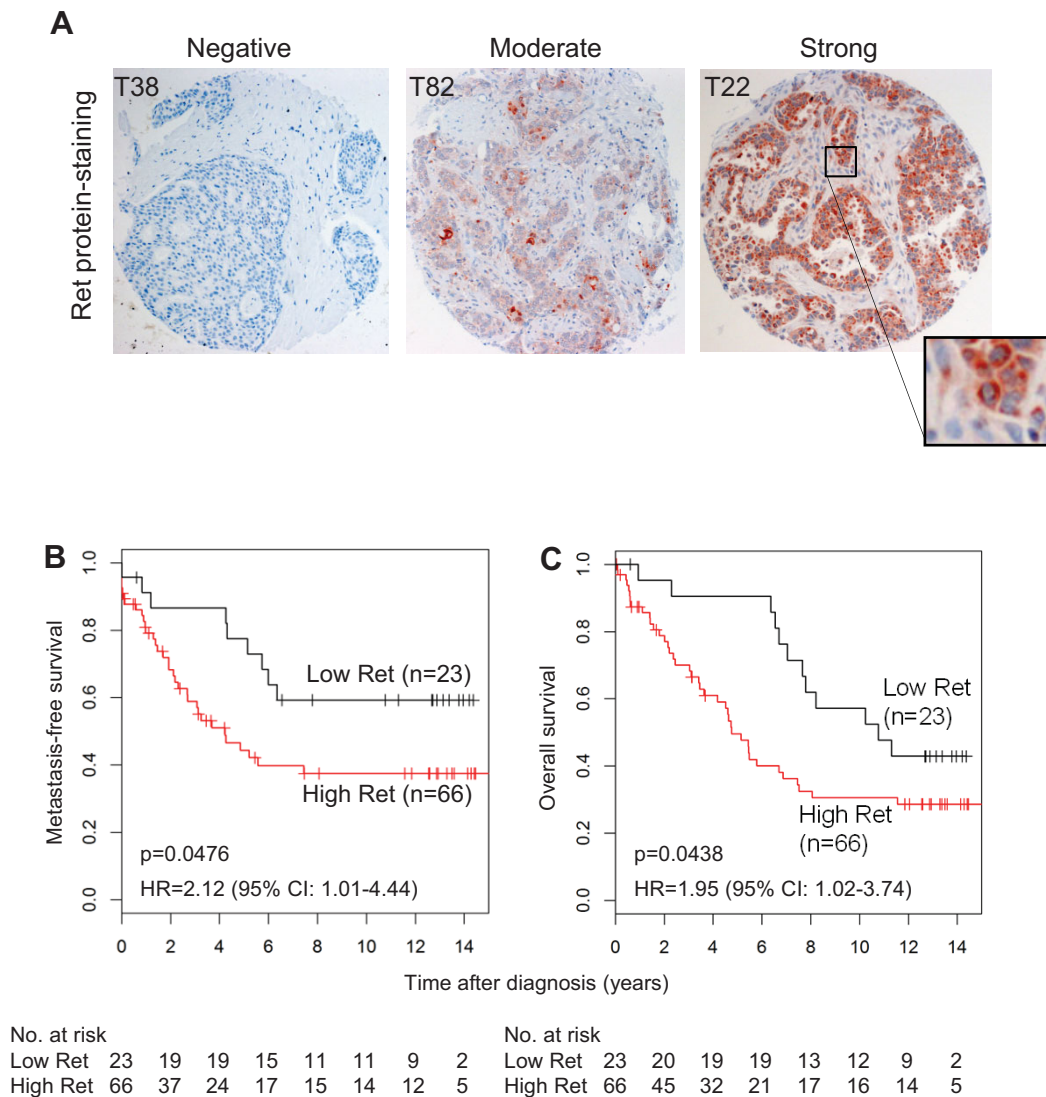 A
Negative Moderate Strong
T38 T82 T22
Ret protein-staining
B
Metastasis-free survival
0.0 0.2 0.4 0.6 0.8 1.0
Low Ret (n=23)
High Ret (n=66)
p=0.0476
HR=2.12 (95% CI: 1.01-4.44)
0 2 4 6 8 10 12 14
C
Overall survival
0.0 0.2 0.4 0.6 0.8 1.0
Low Ret
(n=23)
High Ret
(n=66)
p=0.0438
HR=1.95 (95% CI: 1.02-3.74)
0 2 4 6 8 10 12 14
Time after diagnosis (years)
No. at risk
Low Ret 23 19 19 15 11 11 9 2
High Ret 66 37 24 17 15 14 12 5
No. at risk
Low Ret 23 20 19 19 13 12 9 2
High Ret 66 45 32 21 17 16 14 5